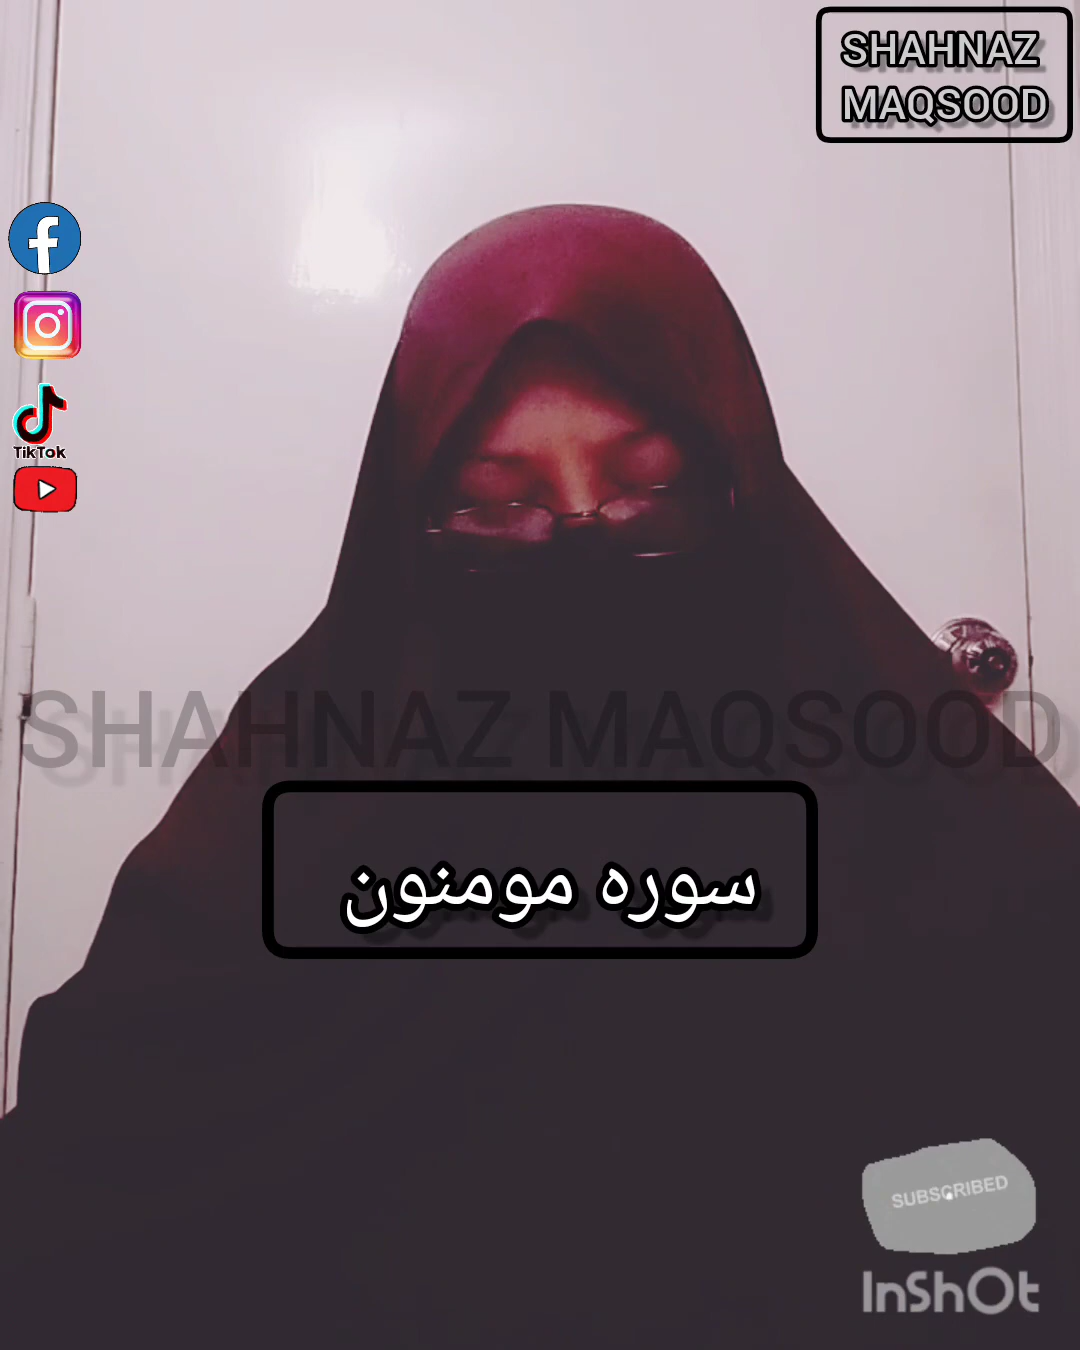 SHAHNAZ
MAQSOOD
TikTok
SHAHNAZ MAQSOOD
سوره مومنون
SUBSCRIBED
InShOt